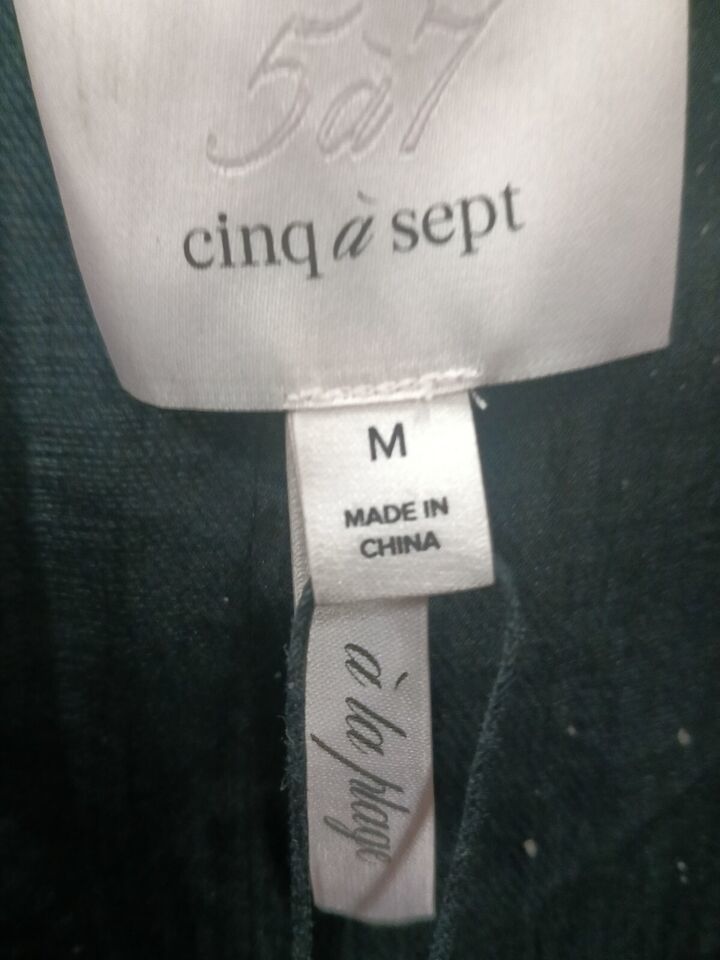 5à7
cinq à sept
M
MADE IN
CHINA
à la plage